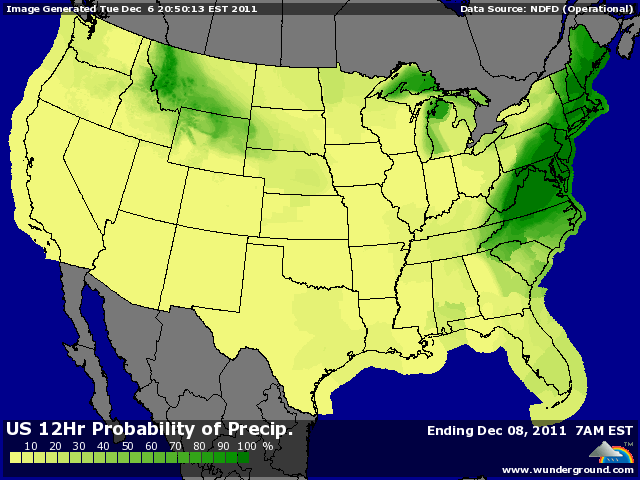 Image Generated Tue Dec 6 20:50:13 EST 2011
Data Source: NDFD (Operational)
US 12Hr Probability of Precip.
Ending Dec 08, 2011 7AM EST
10 20 30 40 50 60 70 80 90 100 %
TM
www.wunderground.com